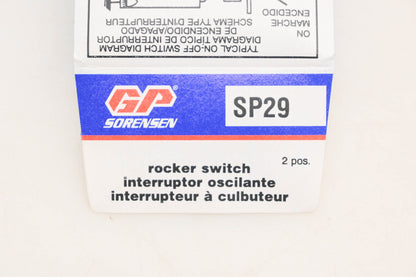 ON
MARCHE
ENCEDIDO
TYPICAL ON-OFF SWITCH DIAGRAM
DIAGRAMA TIPICO DE INTERRUPTOR
DE ENCENDIDO/APAGADO
SCHÉMA TYPE D'INTERRUPTEUR
GP
SORENSEN
SP29
2 pos.
rocker switch
interruptor oscilante
interrupteur à culbuteur